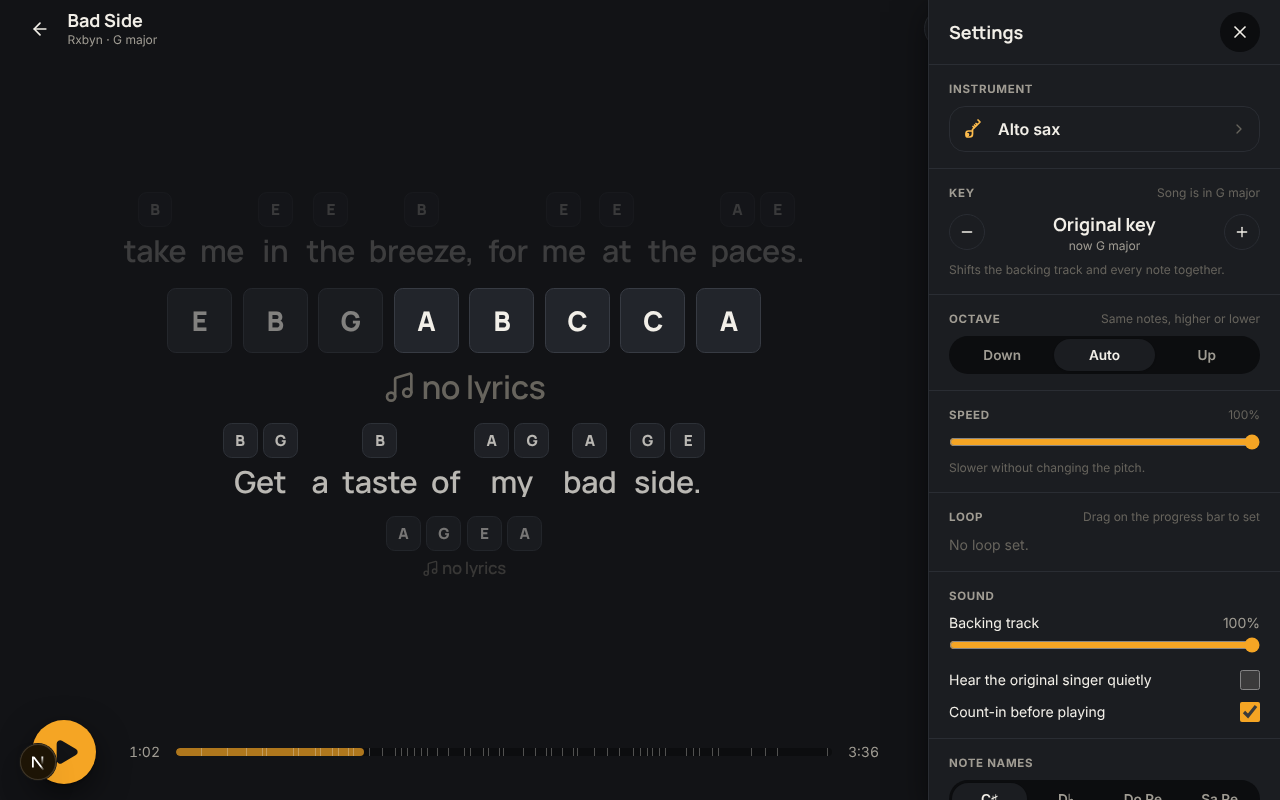 Bad Side
Rxbyn · G major
B E E B E E A E
take me in the breeze, for me at the paces.
E B G A B C C A
no lyrics
B G B A G A G E
Get a taste of my bad side.
A G E A
no lyrics
1:02
3:36
N
Settings
INSTRUMENT
Alto sax
KEY
Song is in G major
Original key
now G major
Shifts the backing track and every note together.
OCTAVE
Same notes, higher or lower
Down Auto Up
SPEED
100%
Slower without changing the pitch.
LOOP
Drag on the progress bar to set
No loop set.
SOUND
Backing track
100%
Hear the original singer quietly
Count-in before playing
NOTE NAMES
C♯ D♭ Do Re Sa Re